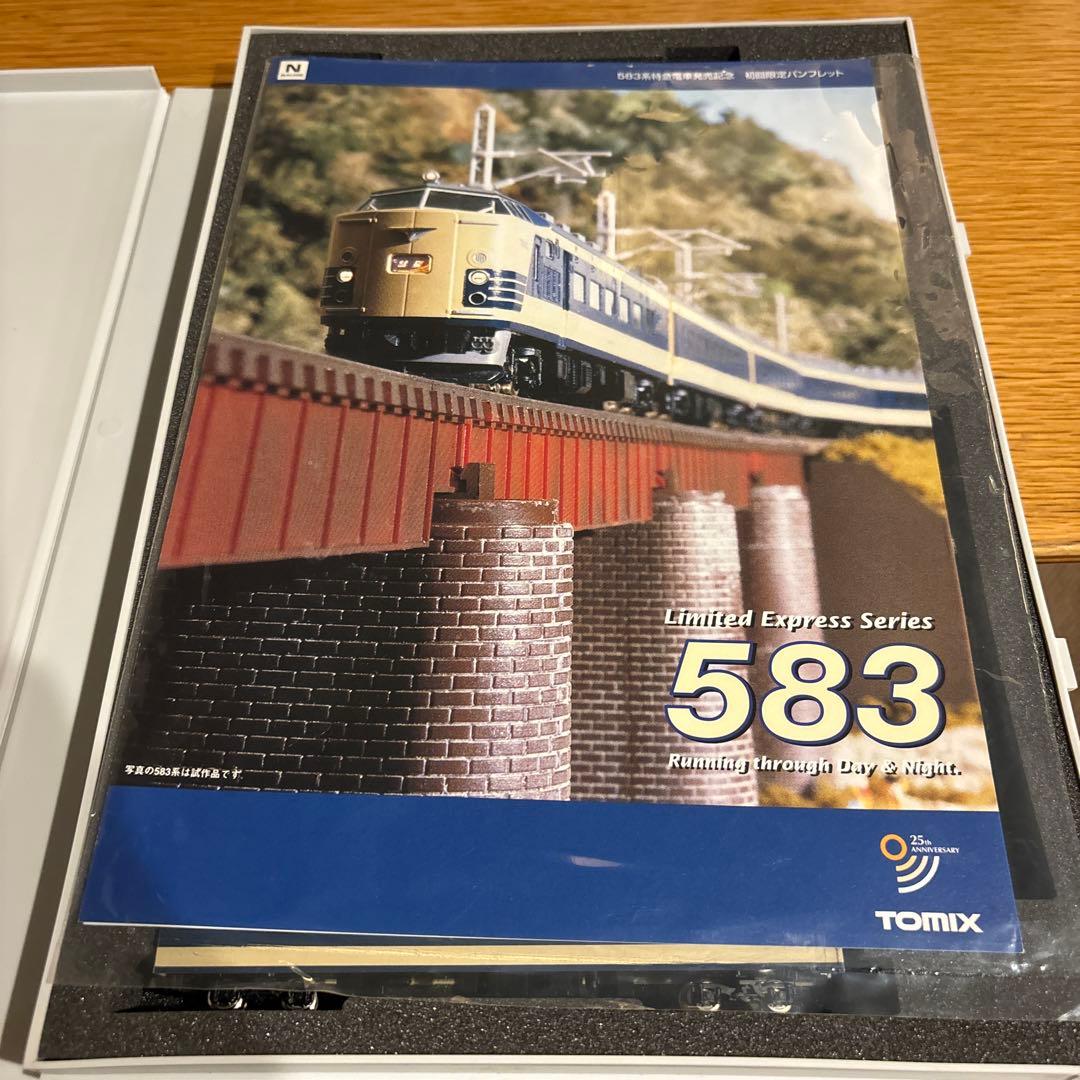 N
583系特急電車発売記念 初回限定パンフレット
Limited Express Series
583
Running through Day & Night.
写真の583系は試作品です。
25th
ANNIVERSARY
TOMIX